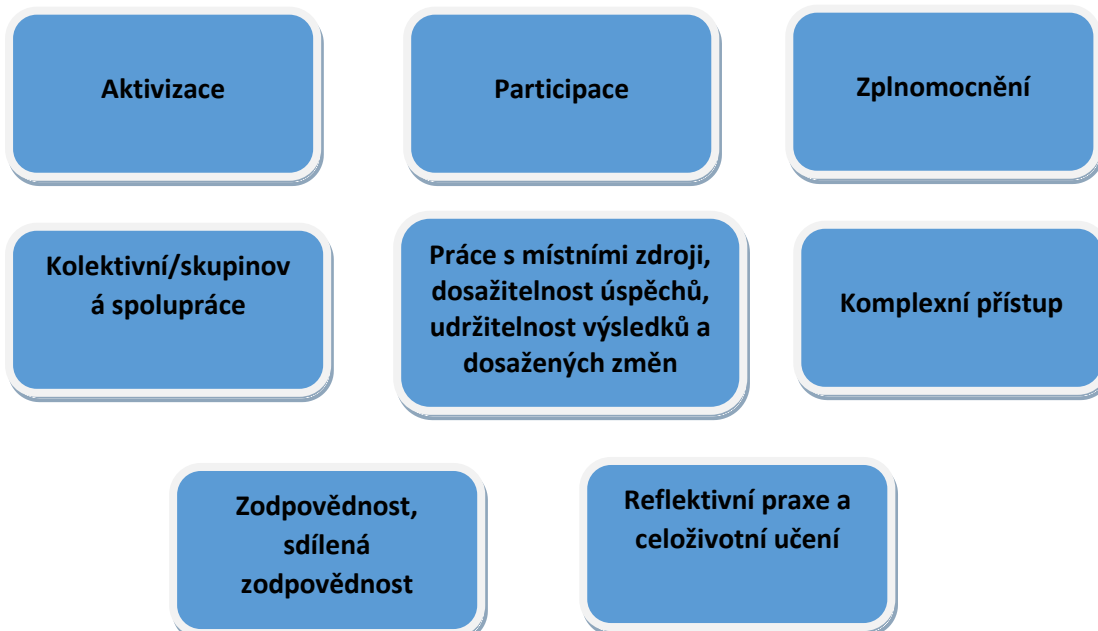 Aktivizace
Participace
Zplnomocnění
Kolektivní/skupinov
á spolupráce
Práce s místními zdroji,
dosažitelnost úspěchů,
udržitelnost výsledků a
dosažených změn
Komplexní přístup
Zodpovědnost,
sdílená
zodpovědnost
Reflektivní praxe a
celoživotní učení